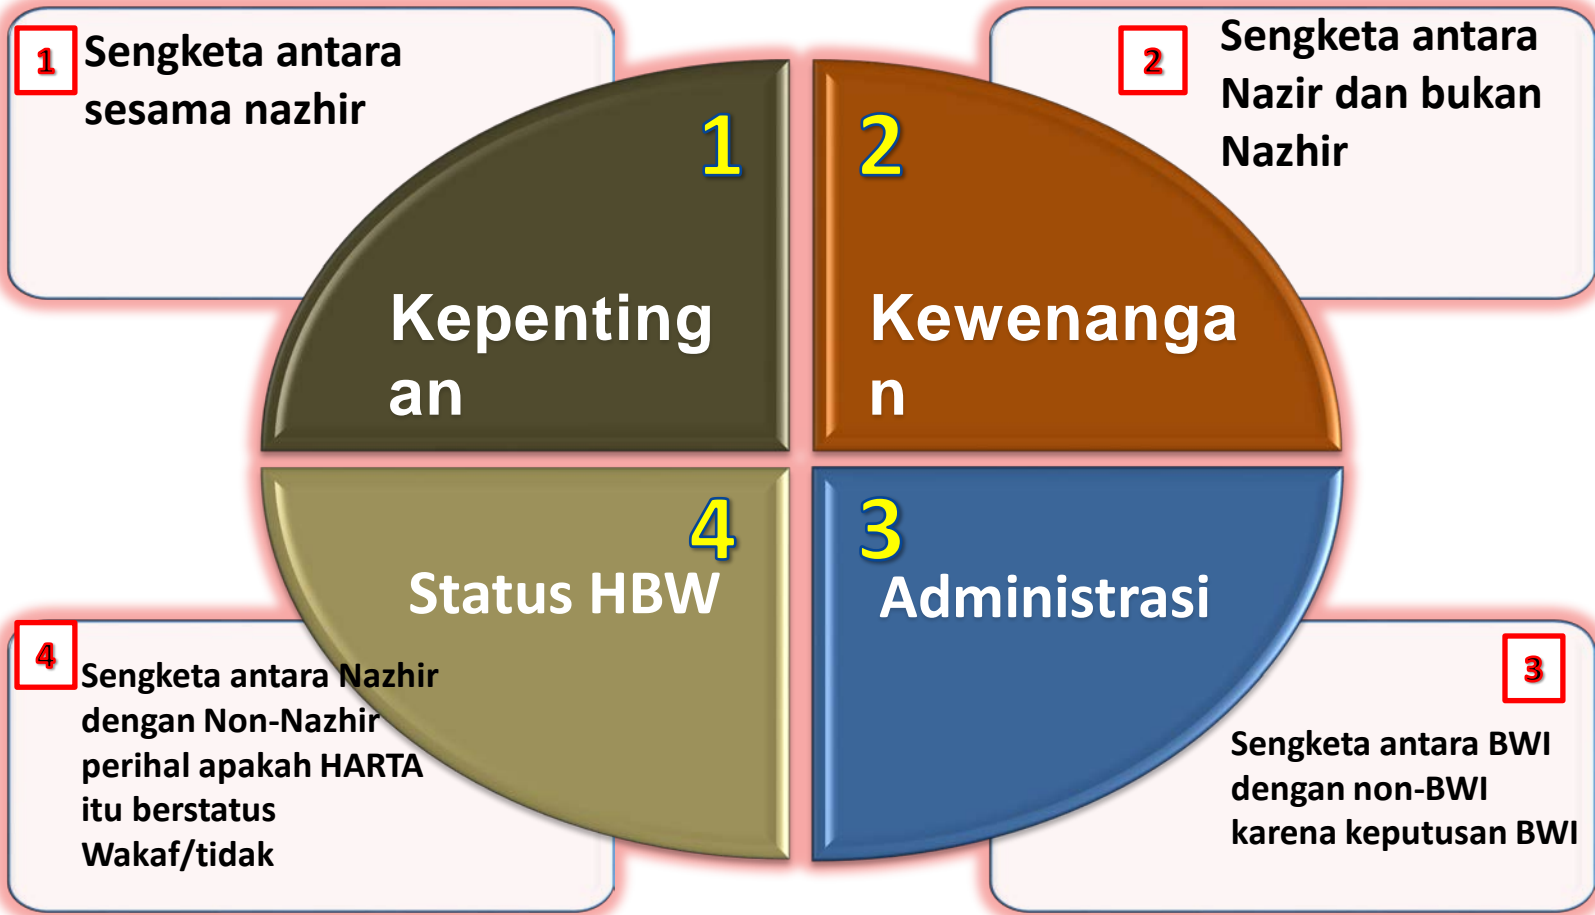 1
Sengketa antara
sesama nazhir
2
Sengketa antara
Nazir dan bukan
Nazhir
1
Kepenting
an
2
Kewenanga
n
4
Status HBW
3
Administrasi
4
Sengketa antara Nazhir
dengan Non-Nazhir
perihal apakah HARTA
itu berstatus
Wakaf/tidak
3
Sengketa antara BWI
dengan non-BWI
karena keputusan BWI